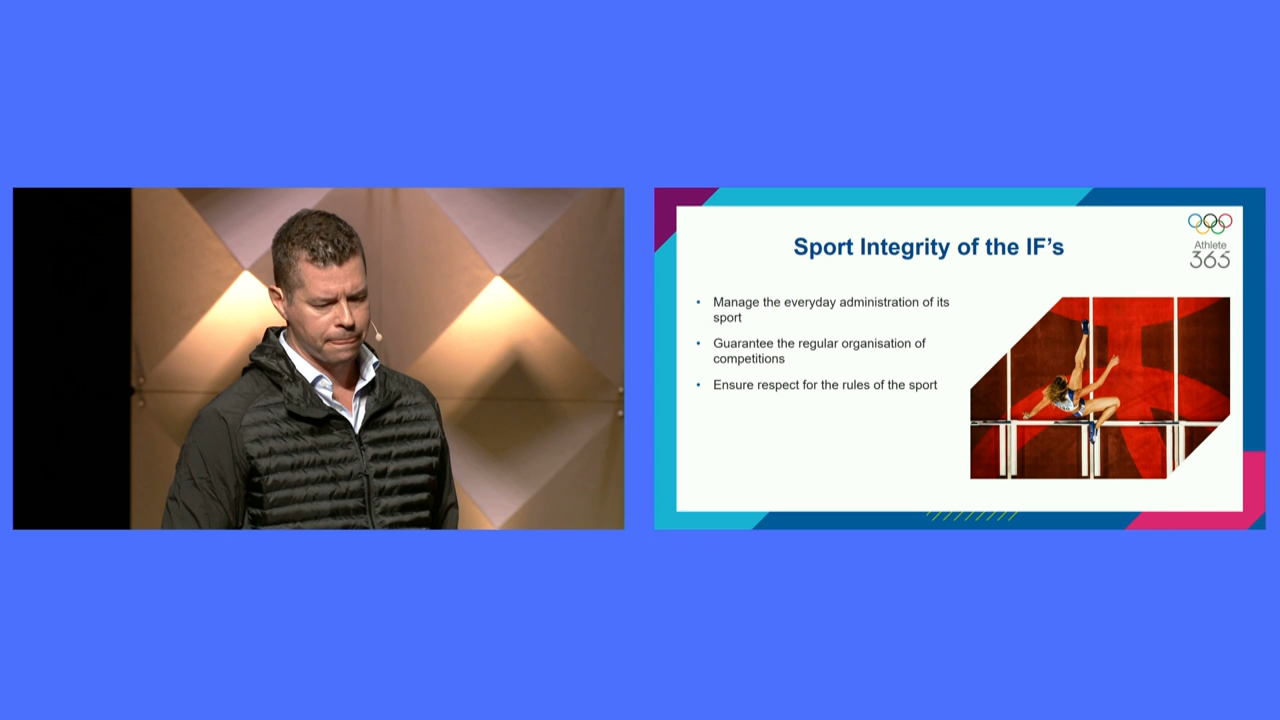 Sport Integrity of the IF’s
Athlete
365
• Manage the everyday administration of its
sport
• Guarantee the regular organisation of
competitions
• Ensure respect for the rules of the sport